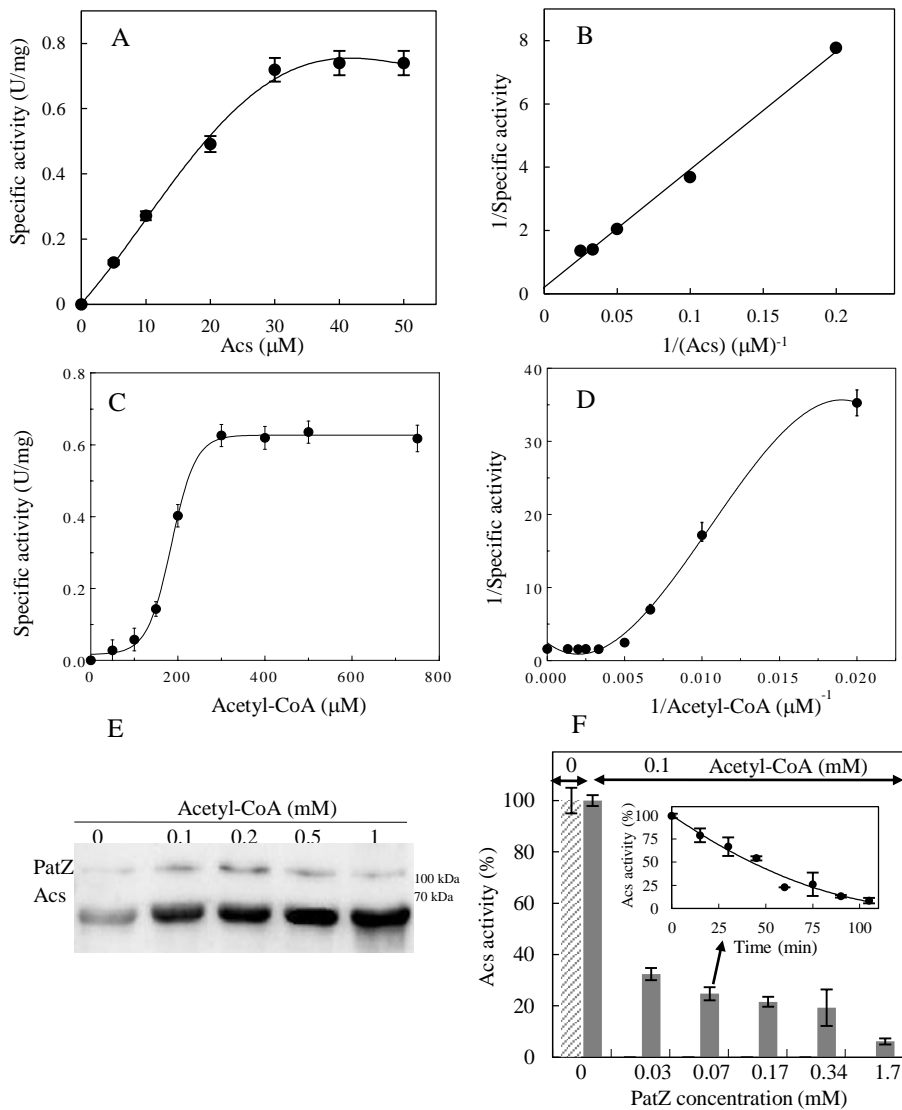 A
Specific activity (U/mg)
0.8
0.6
0.4
0.2
0
0 10 20 30 40 50
Acs (μM)
B
1/Specific activity
8
6
4
2
0
0 0.05 0.1 0.15 0.2
1/(Acs) (μM)-1
C
Specific activity (U/mg)
0.8
0.6
0.4
0.2
0.0
0 200 400 600 800
Acetyl-CoA (μM)
D
1/Specific activity
40
35
30
25
20
15
10
5
0
0.000 0.005 0.010 0.015 0.020
1/Acetyl-CoA (μM)-1
E
Acetyl-CoA (mM)
0 0.1 0.2 0.5 1
PatZ
Acs
100 kDa
70 kDa
F
0 0.1 Acetyl-CoA (mM)
Acs activity (%)
100
80
60
40
20
0
0 0.03 0.07 0.17 0.34 1.7
PatZ concentration (mM)
Acs activity (%)
100
75
50
25
0
0 25 50 75 100
Time (min)